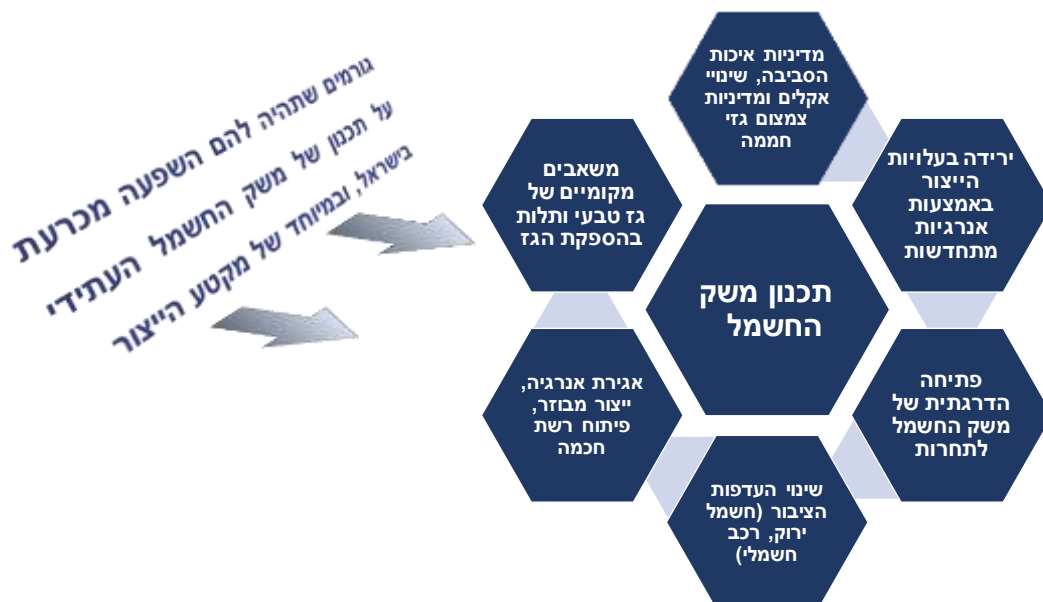 גורמים שתהיה להם השפעה מכרעת
על תכנון של משק החשמל העתידי
בישראל, ובמיוחד של מקטע הייצור
מדיניות איכות
הסביבה, שינויי
אקלים ומדיניות
צמצום גזי
חממה
ירידה בעלויות
הייצור
באמצעות
אנרגיות
מתחדשות
משאבים
מקומיים של
גז טבעי ותלות
בהספקת הגז
תכנון משק
החשמל
פתיחה
הדרגתית של
משק החשמל
לתחרות
אגירת אנרגיה,
ייצור מבוזר,
פיתוח רשת
חכמה
שינוי העדפות
הציבור (חשמל
ירוק, רכב
חשמלי)